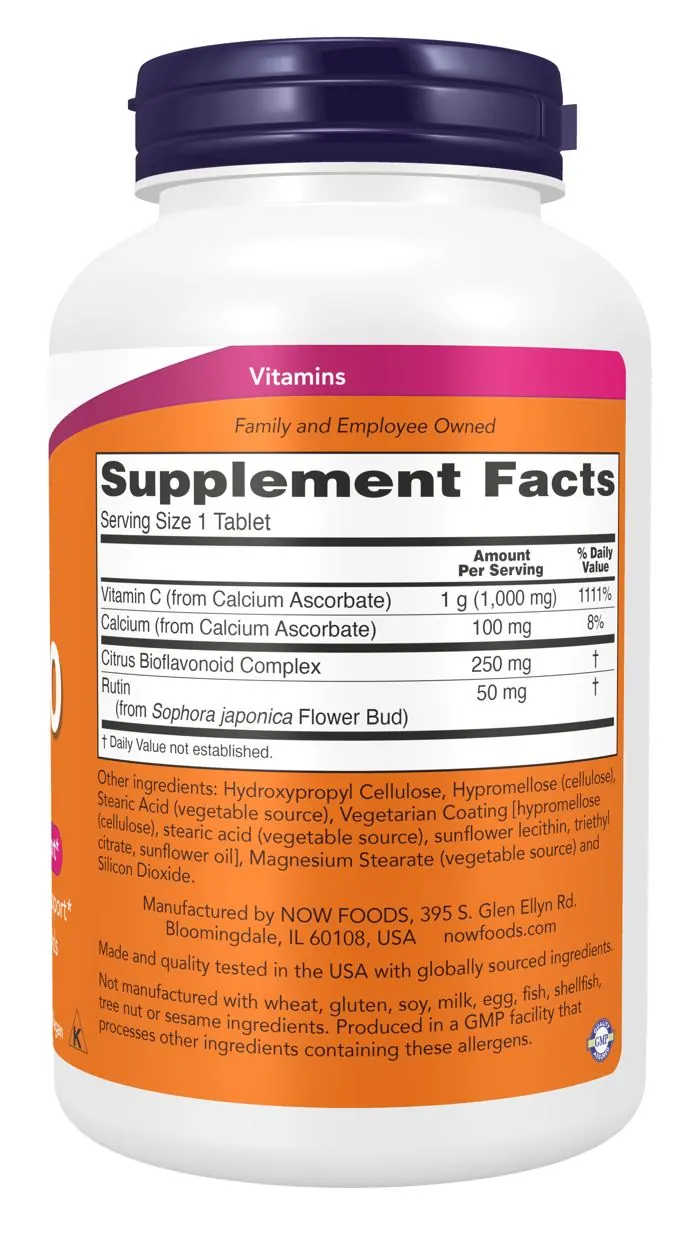 Vitamins
Family and Employee Owned
Supplement Facts
Serving Size 1 Tablet
Amount Per Serving % Daily Value
Vitamin C (from Calcium Ascorbate) 1 g (1,000 mg) 1111%
Calcium (from Calcium Ascorbate) 100 mg 8%
Citrus Bioflavonoid Complex 250 mg †
Rutin 50 mg †
(from Sophora japonica Flower Bud)
† Daily Value not established.
Other ingredients: Hydroxypropyl Cellulose, Hypromellose (cellulose),
Stearic Acid (vegetable source), Vegetarian Coating [hypromellose
(cellulose), stearic acid (vegetable source), sunflower lecithin, triethyl
citrate, sunflower oil], Magnesium Stearate (vegetable source) and
Silicon Dioxide.
Manufactured by NOW FOODS, 395 S. Glen Ellyn Rd.
Bloomingdale, IL 60108, USA nowfoods.com
Made and quality tested in the USA with globally sourced ingredients.
Not manufactured with wheat, gluten, soy, milk, egg, fish, shellfish,
tree nut or sesame ingredients. Produced in a GMP facility that
processes other ingredients containing these allergens.
K
GMP